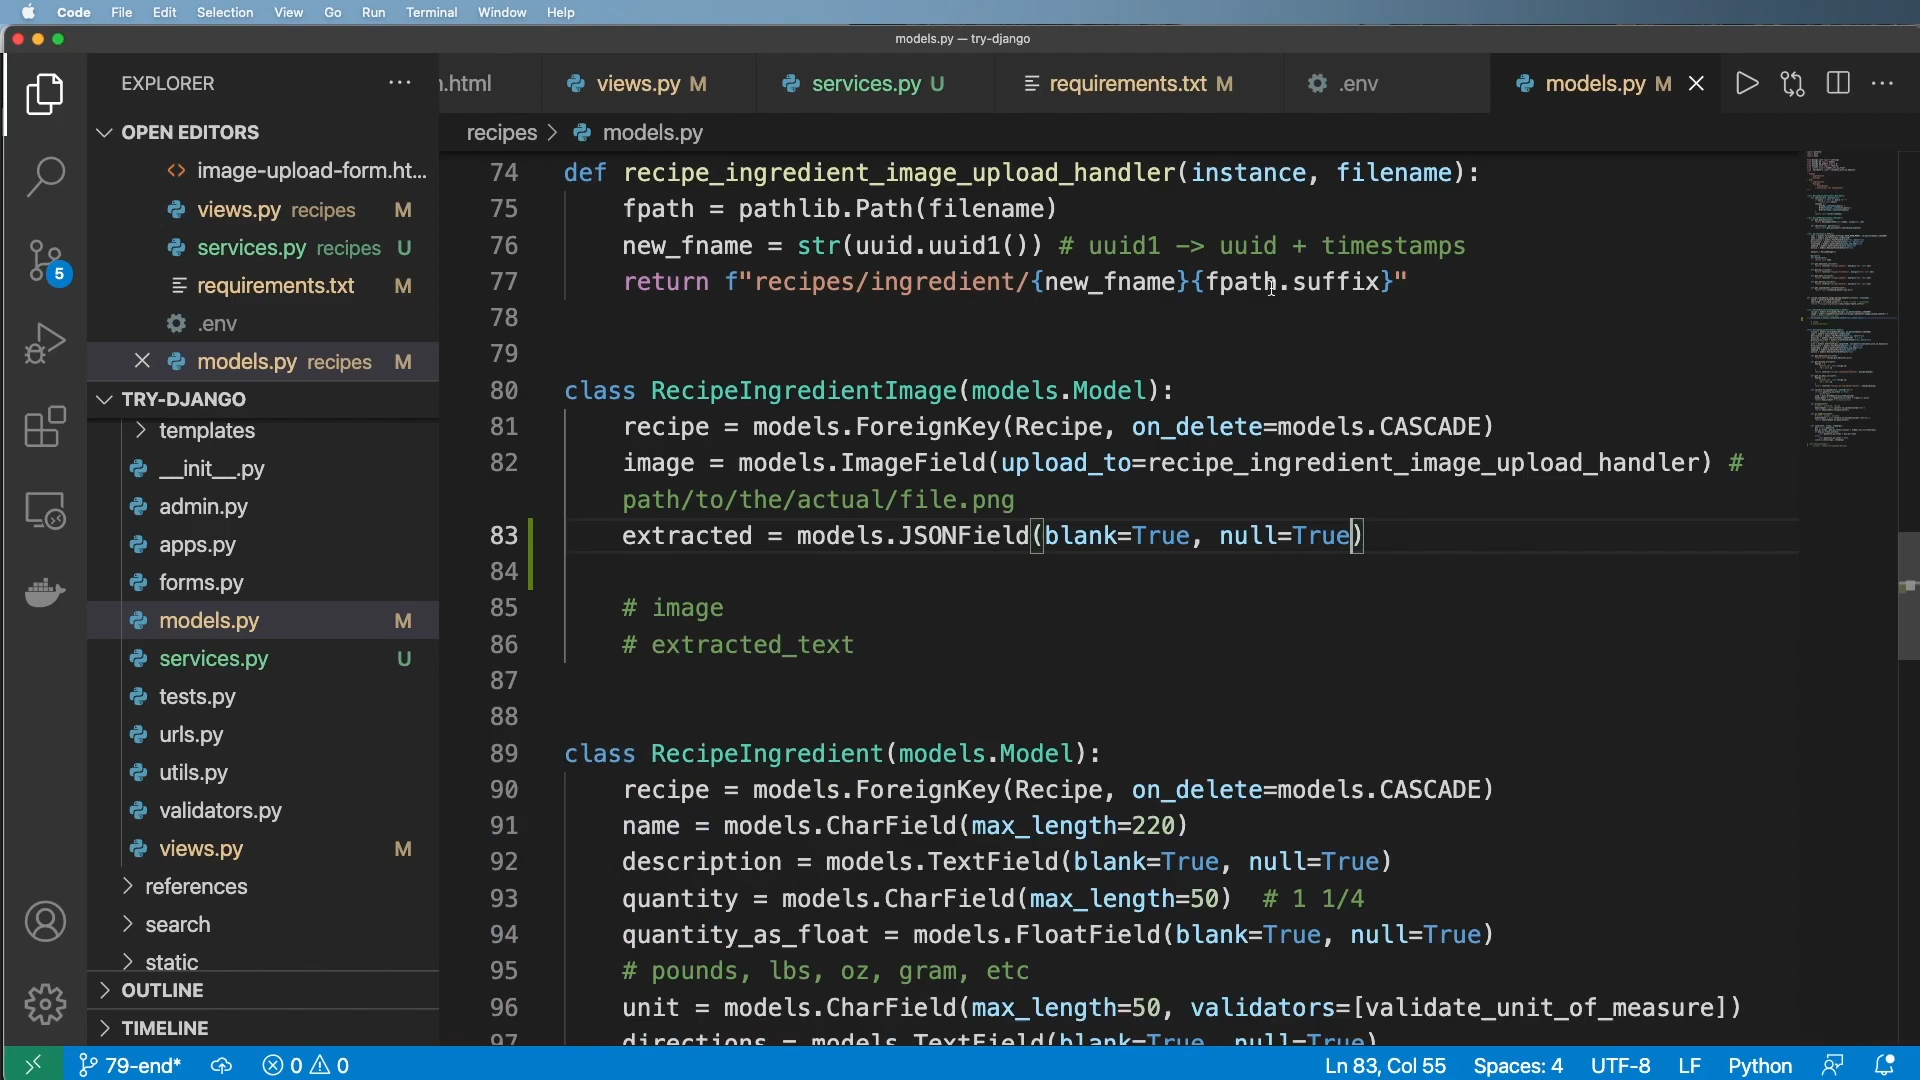 Code File Edit Selection View Go Run Terminal Window Help
models.py — try-django
EXPLORER
OPEN EDITORS
image-upload-form.ht...
views.py recipes M
services.py recipes U
requirements.txt M
.env
models.py recipes M
TRY-DJANGO
templates
__init__.py
admin.py
apps.py
forms.py
models.py M
services.py U
tests.py
urls.py
utils.py
validators.py
views.py M
references
search
static
OUTLINE
TIMELINE
5
.html views.py M services.py U requirements.txt M .env models.py M
recipes > models.py
74 def recipe_ingredient_image_upload_handler(instance, filename):
75 fpath = pathlib.Path(filename)
76 new_fname = str(uuid.uuid1()) # uuid1 -> uuid + timestamps
77 return f"recipes/ingredient/{new_fname}{fpath.suffix}"
78
79
80 class RecipeIngredientImage(models.Model):
81 recipe = models.ForeignKey(Recipe, on_delete=models.CASCADE)
82 image = models.ImageField(upload_to=recipe_ingredient_image_upload_handler) #
path/to/the/actual/file.png
83 extracted = models.JSONField(blank=True, null=True)
84
85 # image
86 # extracted_text
87
88
89 class RecipeIngredient(models.Model):
90 recipe = models.ForeignKey(Recipe, on_delete=models.CASCADE)
91 name = models.CharField(max_length=220)
92 description = models.TextField(blank=True, null=True)
93 quantity = models.CharField(max_length=50) # 1 1/4
94 quantity_as_float = models.FloatField(blank=True, null=True)
95 # pounds, lbs, oz, gram, etc
96 unit = models.CharField(max_length=50, validators=[validate_unit_of_measure])
97 directions = models.TextField(blank=True, null=True)
79-end* 0 0 Ln 83, Col 55 Spaces: 4 UTF-8 LF Python